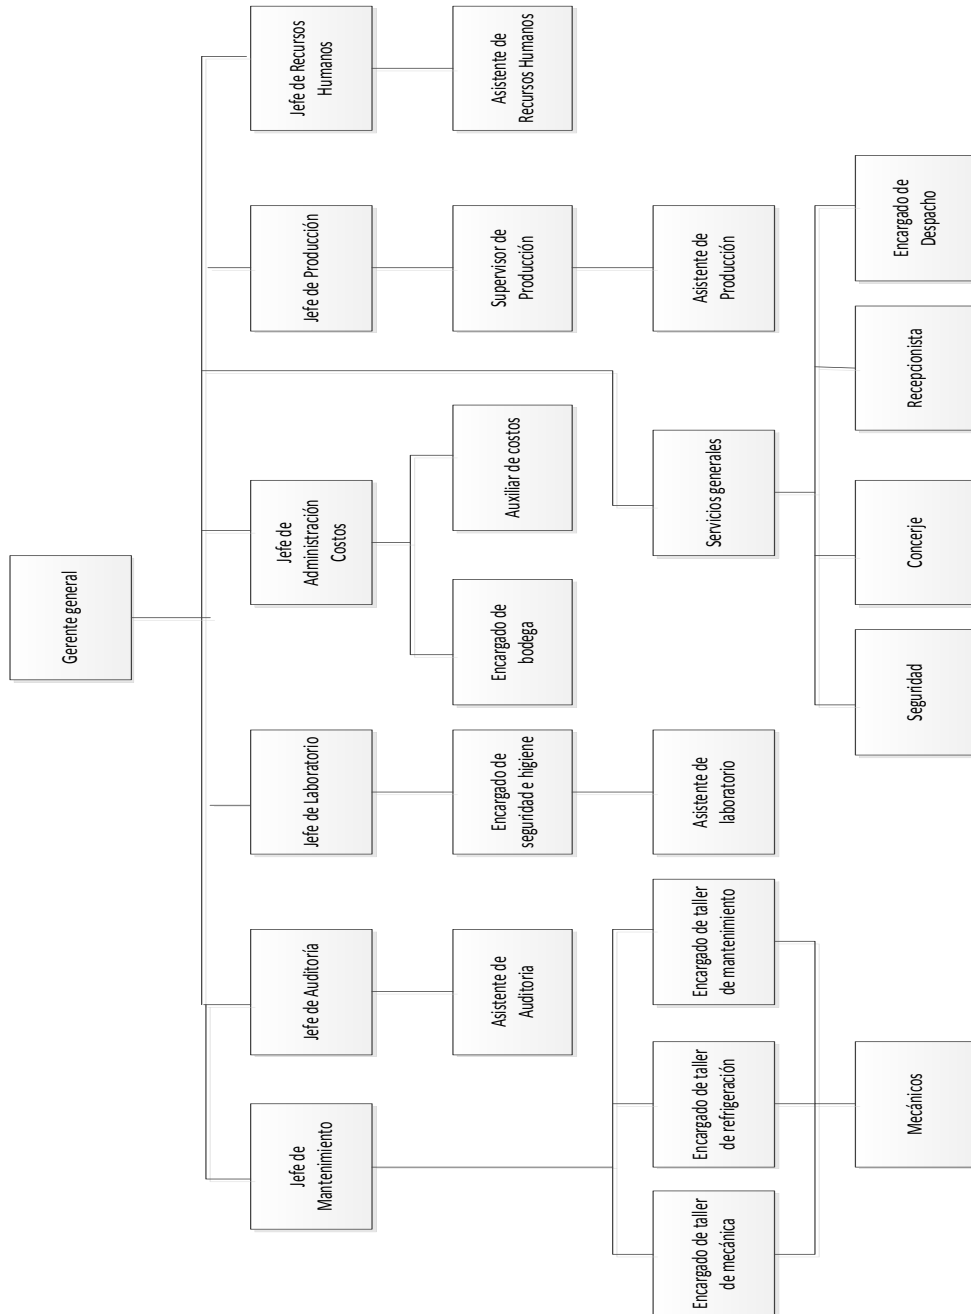 Gerente general
Jefe de
Mantenimiento
Jefe de Auditoría
Jefe de Laboratorio
Jefe de
Administración
Costos
Jefe de Producción
Jefe de Recursos
Humanos
Asistente de
Auditoria
Encargado de
seguridad e higiene
Encargado de
bodega
Auxiliar de costos
Supervisor de
Producción
Asistente de
Recursos Humanos
Encargado de taller
de mecánica
Encargado de taller
de refrigeración
Encargado de taller
de mantenimiento
Asistente de
laboratorio
Servicios generales
Asistente de
Producción
Mecánicos
Seguridad
Concerje
Recepcionista
Encargado de
Despacho